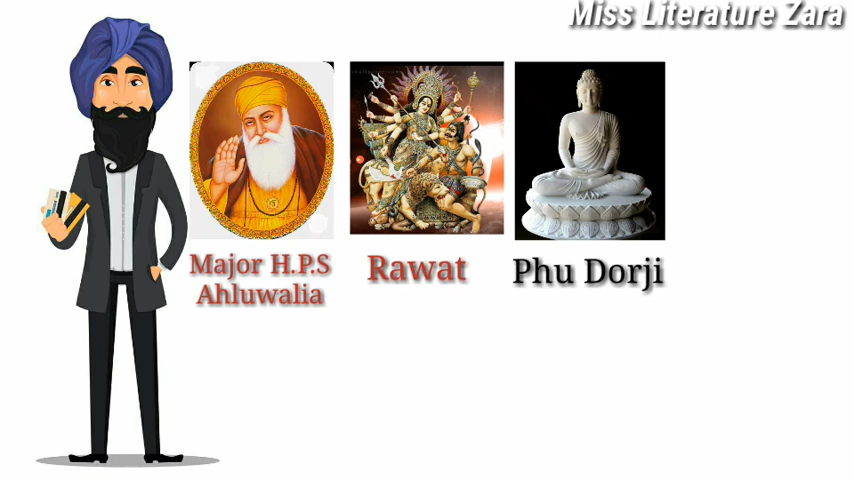 Miss Literature Zara
Major H.P.S
Ahluwalia
Rawat
Phu Dorji